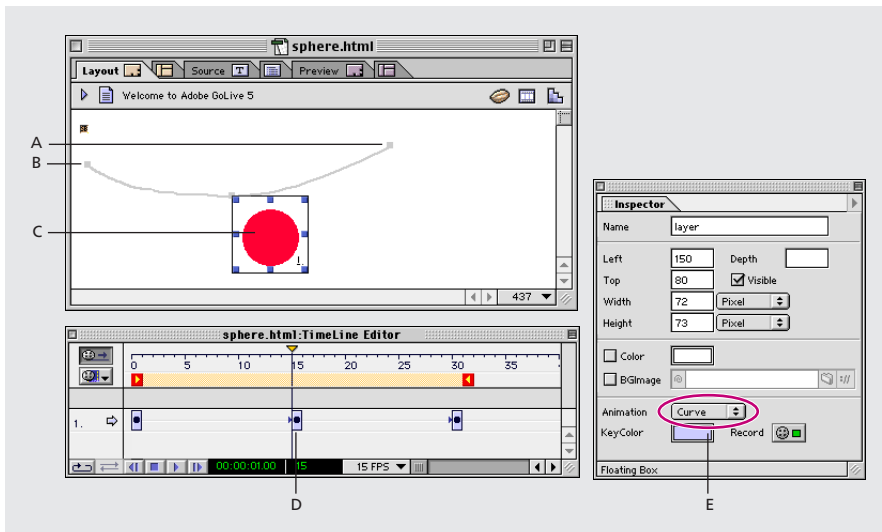 sphere.html
Layout
Source
Preview
Welcome to Adobe GoLive 5
A
B
C
1.
437
sphere.html:TimeLine Editor
0 5 10 15 20 25 30 35
1.
00:00:01.00 15 15 FPS
D
Inspector
Name layer
Left 150 Depth
Top 80 Visible
Width 72 Pixel
Height 73 Pixel
Color
BGImage
Animation Curve
KeyColor Record
Floating Box
E